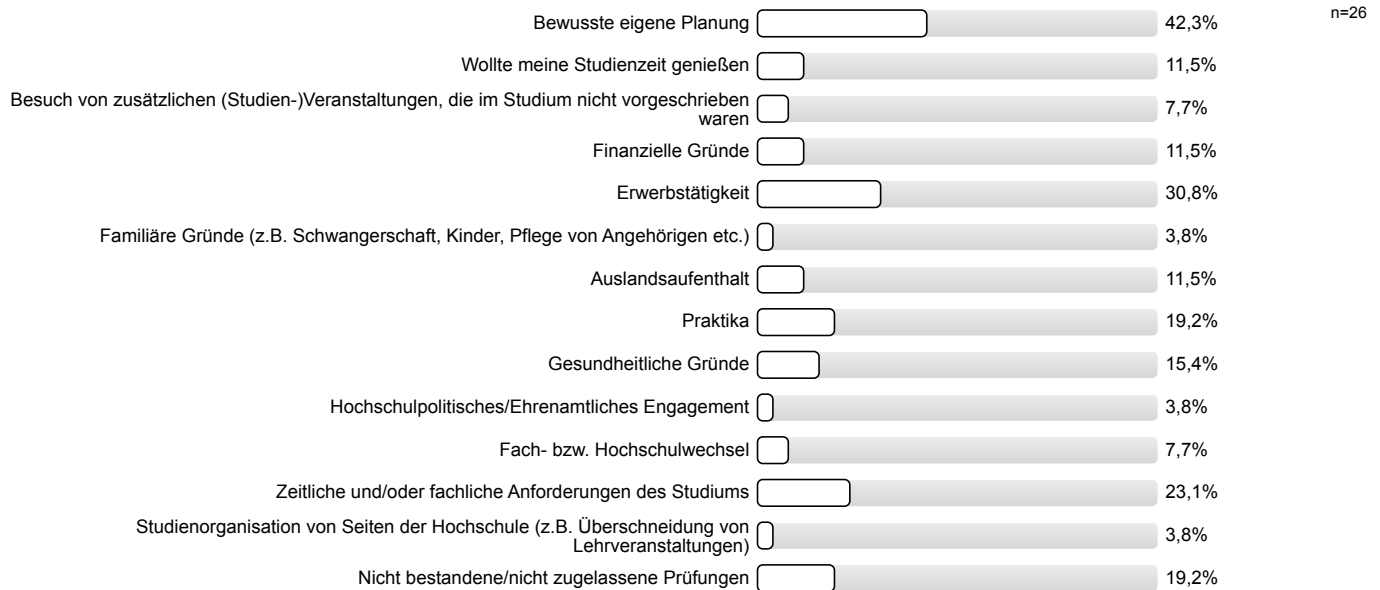 n=26
Bewusste eigene Planung 42,3%
Wollte meine Studienzeit genießen 11,5%
Besuch von zusätzlichen (Studien-)Veranstaltungen, die im Studium nicht vorgeschrieben
waren 7,7%
Finanzielle Gründe 11,5%
Erwerbstätigkeit 30,8%
Familiäre Gründe (z.B. Schwangerschaft, Kinder, Pflege von Angehörigen etc.) 3,8%
Auslandsaufenthalt 11,5%
Praktika 19,2%
Gesundheitliche Gründe 15,4%
Hochschulpolitisches/Ehrenamtliches Engagement 3,8%
Fach- bzw. Hochschulwechsel 7,7%
Zeitliche und/oder fachliche Anforderungen des Studiums 23,1%
Studienorganisation von Seiten der Hochschule (z.B. Überschneidung von
Lehrveranstaltungen) 3,8%
Nicht bestandene/nicht zugelassene Prüfungen 19,2%